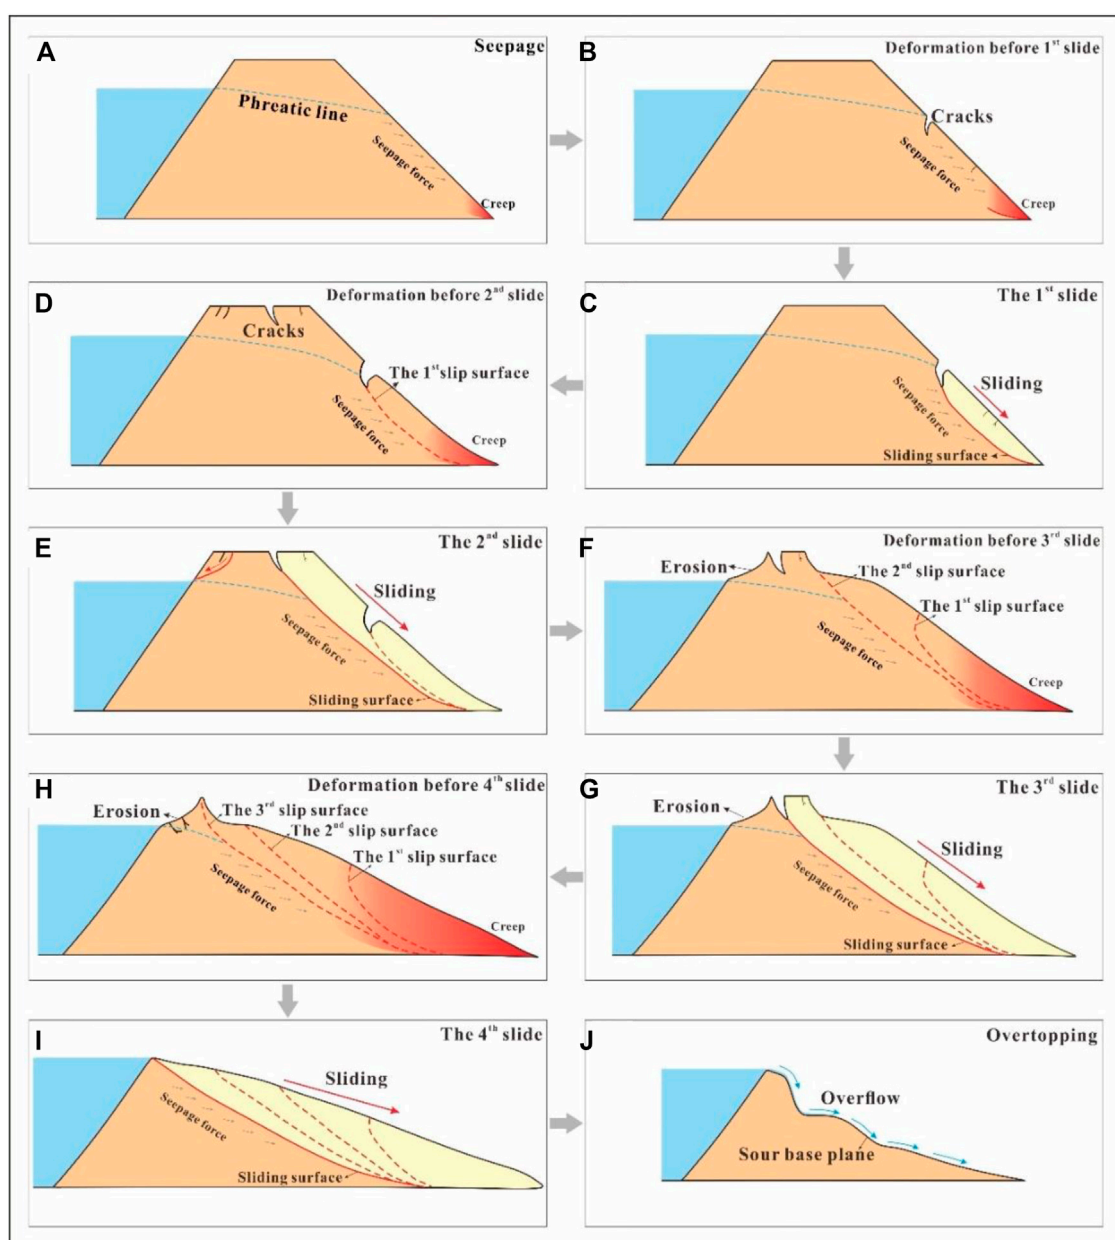 A
Seepage
Phreatic line
Seepage force
Creep
B
Deformation before 1st slide
Cracks
Seepage force
Creep
D
Deformation before 2nd slide
Cracks
The 1st slip surface
Seepage force
Creep
C
The 1st slide
Sliding
Seepage force
Sliding surface
E
The 2nd slide
Sliding
Seepage force
Sliding surface
F
Deformation before 3rd slide
Erosion
The 2nd slip surface
The 1st slip surface
Seepage force
Creep
H
Deformation before 4th slide
Erosion
The 3rd slip surface
The 2nd slip surface
The 1st slip surface
Seepage force
Creep
G
The 3rd slide
Erosion
Sliding
Seepage force
Sliding surface
I
The 4th slide
Sliding
Seepage force
Sliding surface
J
Overtopping
Overflow
Sour base plane